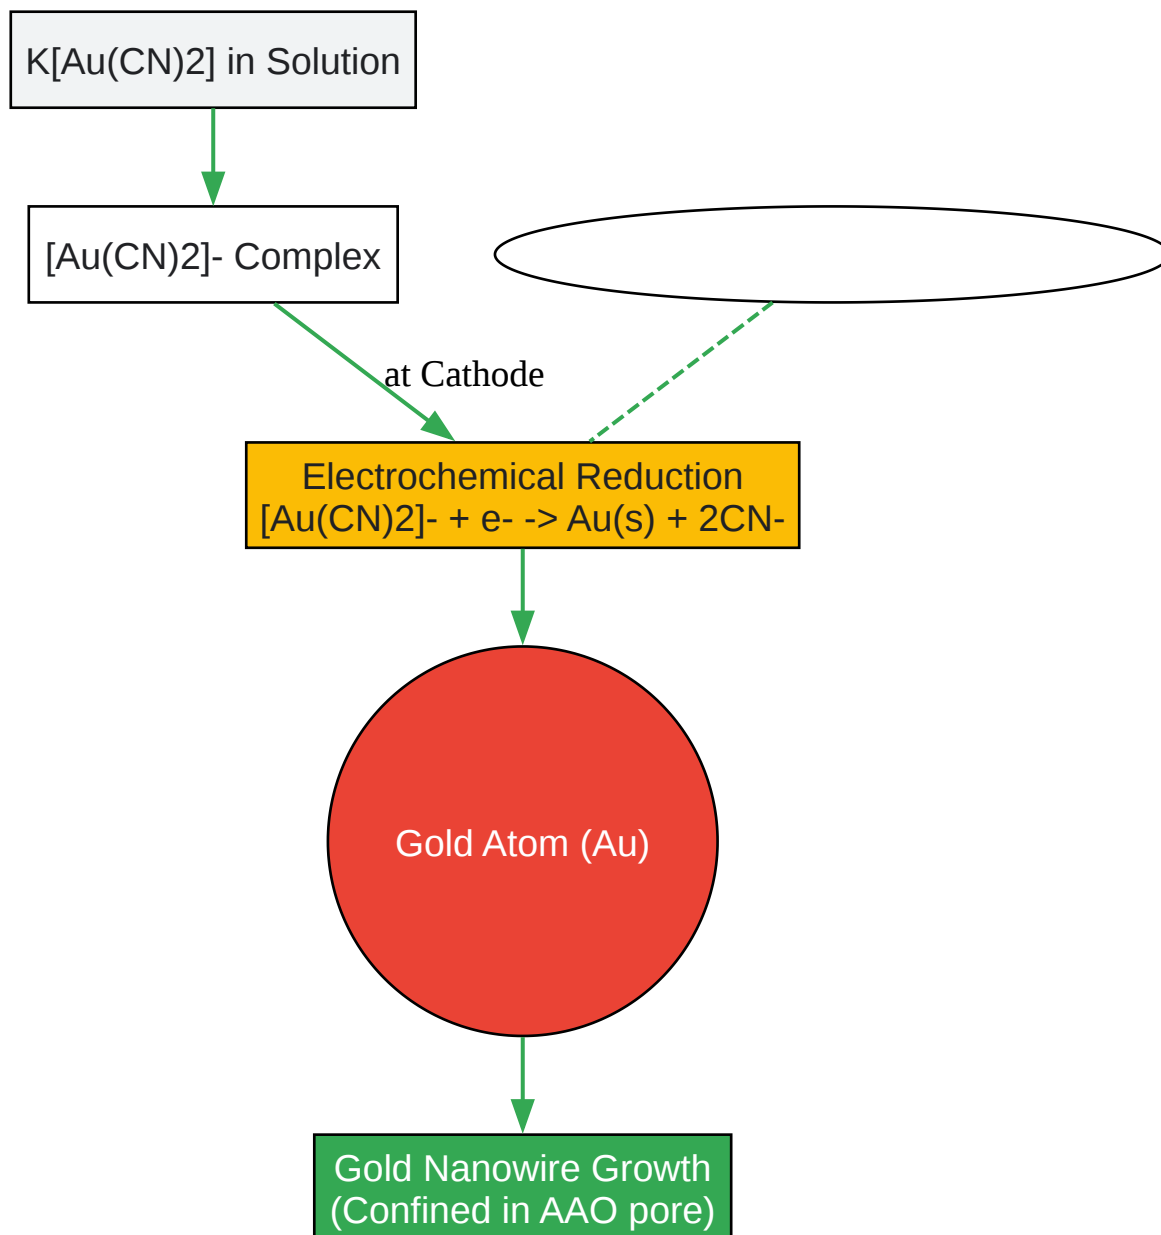 K[Au(CN)2] in Solution
[Au(CN)2]- Complex
at Cathode
Electrochemical Reduction
[Au(CN)2]- + e- -> Au(s) + 2CN-
Gold Atom (Au)
Gold Nanowire Growth
(Confined in AAO pore)